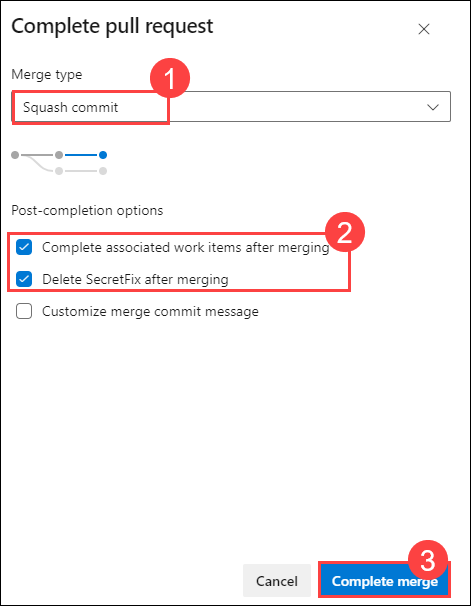 Complete pull request
Merge type
1
Squash commit
Post-completion options
2
Complete associated work items after merging
Delete SecretFix after merging
Customize merge commit message
3
Cancel
Complete merge